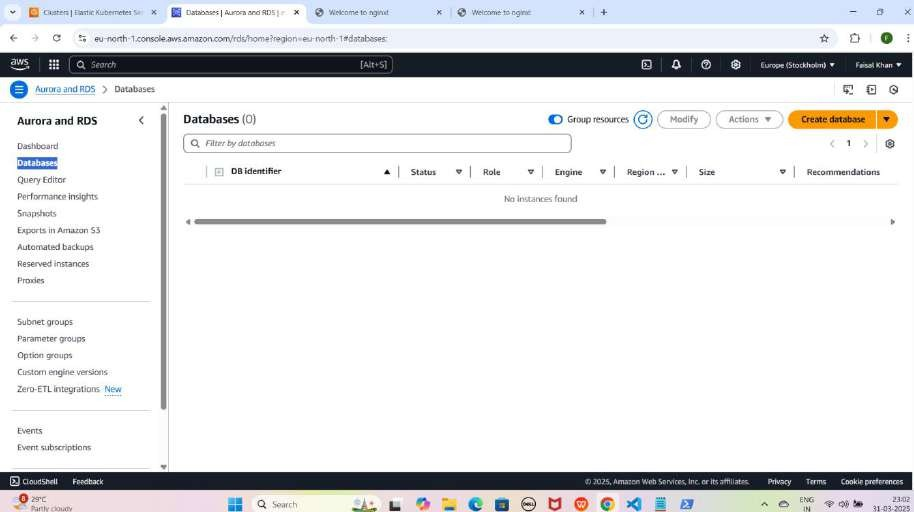 Clusters | Elastic Kubernetes Ser
Databases | Aurora and RDS | e
Welcome to nginx!
Welcome to nginx!
eu-north-1.console.aws.amazon.com/rds/home?region=eu-north-1#databases:
F
aws
Search
[Alt+S]
Europe (Stockholm)
Faisal Khan
Aurora and RDS > Databases
Aurora and RDS
Dashboard
Databases
Query Editor
Performance insights
Snapshots
Exports in Amazon S3
Automated backups
Reserved instances
Proxies
Subnet groups
Parameter groups
Option groups
Custom engine versions
Zero-ETL integrations New
Events
Event subscriptions
Databases (0)
Group resources
Modify
Actions
Create database
Filter by databases
1
DB identifier
Status
Role
Engine
Region ...
Size
Recommendations
No instances found
CloudShell
Feedback
© 2025, Amazon Web Services, Inc. or its affiliates.
Privacy
Terms
Cookie preferences
8
29°C
Partly cloudy
Search
DELL
ENG
IN
23:02
31-03-2025